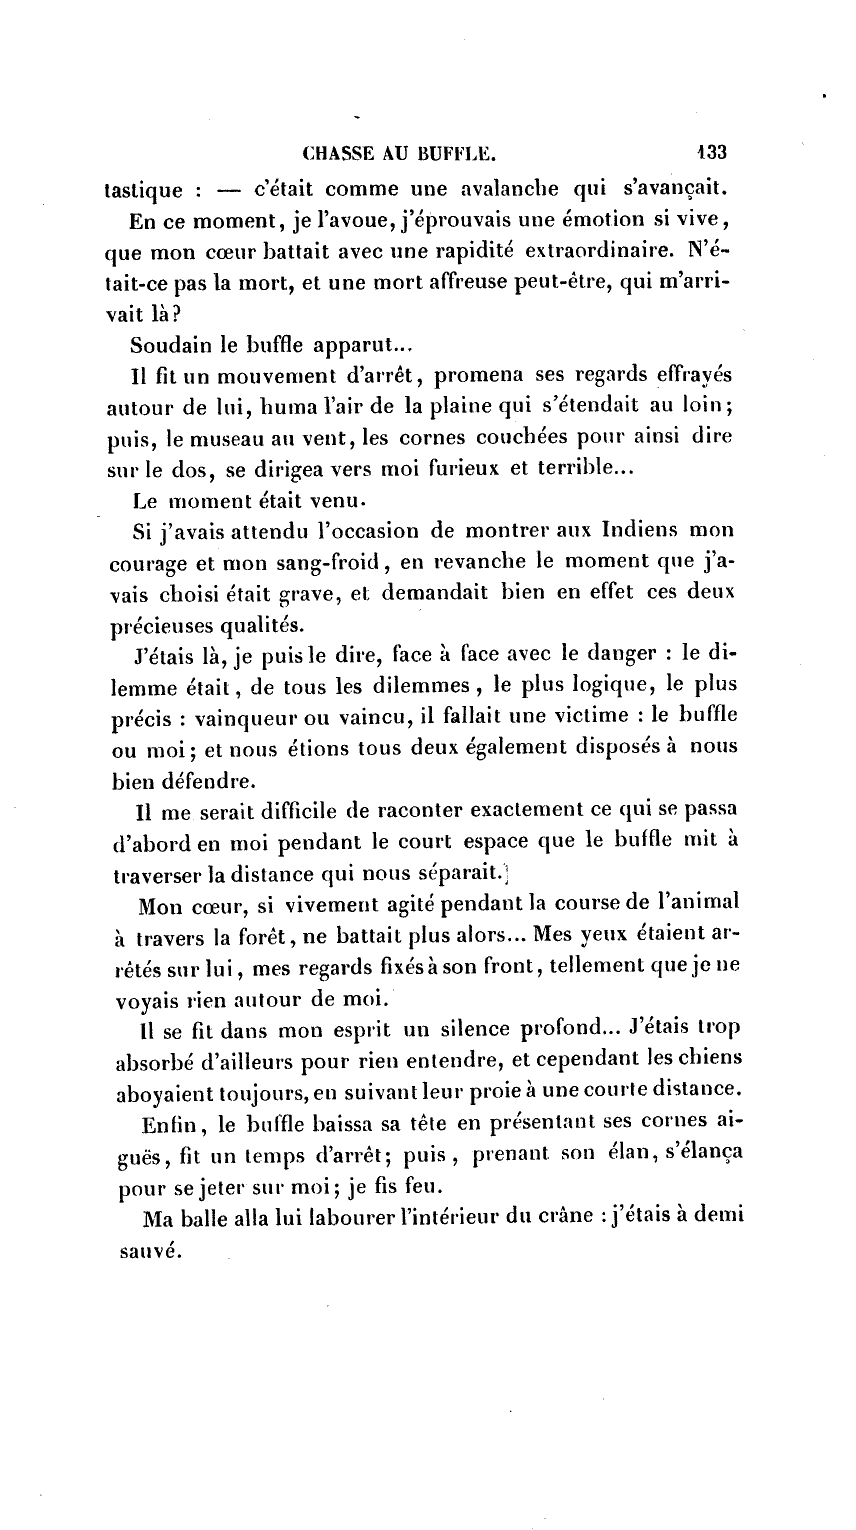 CHASSE AU BUFFLE. 133
tastique : — c'était comme une avalanche qui s'avançait.
En ce moment, je l'avoue, j'éprouvais une émotion si vive,
que mon cœur battait avec une rapidité extraordinaire. N'é-
tait-ce pas la mort, et une mort affreuse peut-être, qui m'arri-
vait là?
Soudain le buffle apparut...
Il fit un mouvement d'arrêt, promena ses regards effrayés
autour de lui, huma l'air de la plaine qui s'étendait au loin;
puis, le museau au vent, les cornes couchées pour ainsi dire
sur le dos, se dirigea vers moi furieux et terrible...
Le moment était venu.
Si j'avais attendu l'occasion de montrer aux Indiens mon
courage et mon sang-froid, en revanche le moment que j'a-
vais choisi était grave, et demandait bien en effet ces deux
précieuses qualités.
J'étais là, je puis le dire, face à face avec le danger : le di-
lemme était, de tous les dilemmes, le plus logique, le plus
précis : vainqueur ou vaincu, il fallait une victime : le buffle
ou moi; et nous étions tous deux également disposés à nous
bien défendre.
Il me serait difficile de raconter exactement ce qui se passa
d'abord en moi pendant le court espace que le buffle mit à
traverser la distance qui nous séparait.
Mon cœur, si vivement agité pendant la course de l'animal
à travers la forêt, ne battait plus alors... Mes yeux étaient ar-
rêtés sur lui, mes regards fixés à son front, tellement que je ne
voyais rien autour de moi.
Il se fit dans mon esprit un silence profond... J'étais trop
absorbé d'ailleurs pour rien entendre, et cependant les chiens
aboyaient toujours, en suivant leur proie à une courte distance.
Enfin, le buffle baissa sa tête en présentant ses cornes ai-
guës, fit un temps d'arrêt; puis, prenant son élan, s'élança
pour se jeter sur moi; je fis feu.
Ma balle alla lui labourer l'intérieur du crâne : j'étais à demi
sauvé.